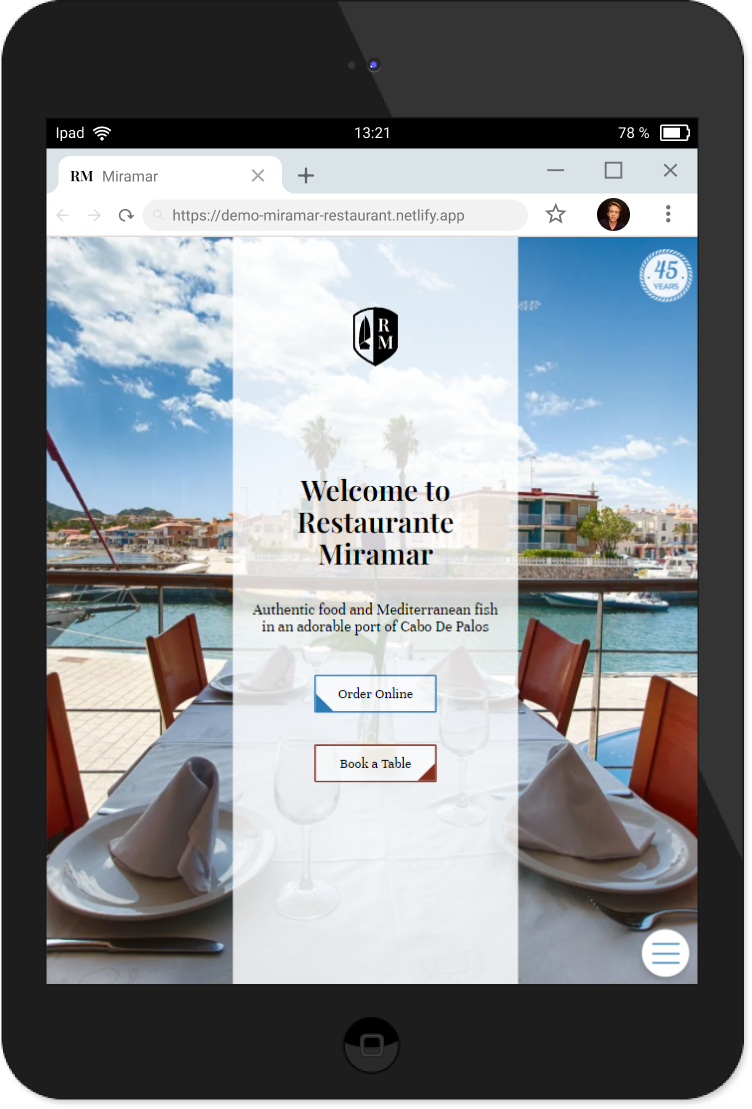 Ipad
13:21
78 %
RM Miramar
https://demo-miramar-restaurant.netlify.app
45
YEARS
R
M
Welcome to
Restaurante
Miramar
Authentic food and Mediterranean fish
in an adorable port of Cabo De Palos
Order Online
Book a Table